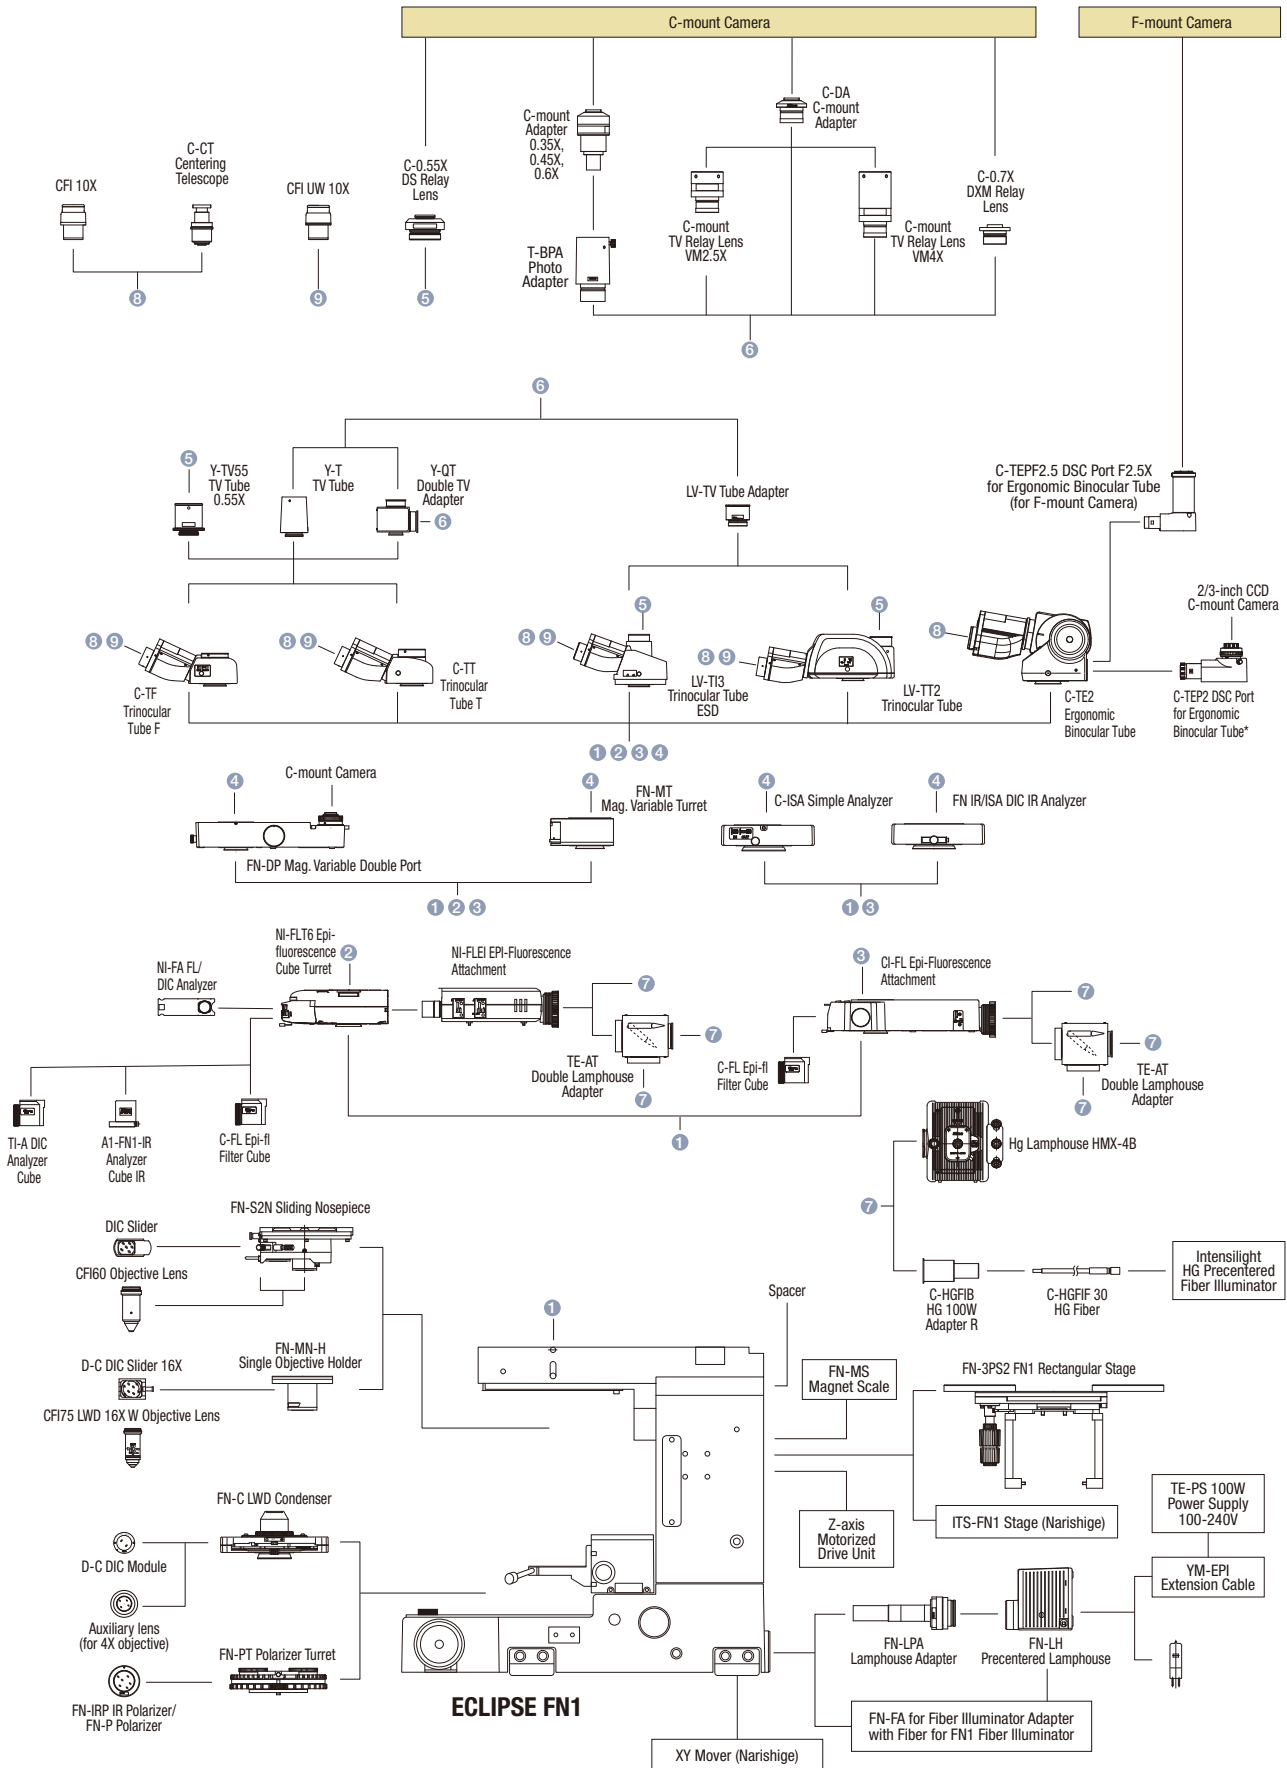 C-mount Camera
F-mount Camera
C-DA
C-mount
Adapter
C-mount
Adapter
0.35X,
0.45X,
0.6X
C-CT
Centering
Telescope
CFI 10X
CFI UW 10X
C-0.55X
DS Relay
Lens
C-0.7X
DXM Relay
Lens
C-mount
TV Relay Lens
VM2.5X
C-mount
TV Relay Lens
VM4X
T-BPA
Photo
Adapter
8
9
5
6
6
5
Y-TV55
TV Tube
0.55X
Y-T
TV Tube
Y-QT
Double TV
Adapter
6
LV-TV Tube Adapter
C-TEPF2.5 DSC Port F2.5X
for Ergonomic Binocular Tube
(for F-mount Camera)
2/3-inch CCD
C-mount Camera
5
5
8 9
8 9
8 9
8 9
8
C-TF
Trinocular
Tube F
C-TT
Trinocular
Tube T
LV-TI3
Trinocular Tube
ESD
LV-TT2
Trinocular Tube
C-TE2
Ergonomic
Binocular Tube
C-TEP2 DSC Port
for Ergonomic
Binocular Tube*
1 2 3 4
4
C-mount Camera
4
FN-MT
Mag. Variable Turret
4
C-ISA Simple Analyzer
4
FN IR/ISA DIC IR Analyzer
FN-DP Mag. Variable Double Port
1 2 3
1 3
NI-FA FL/
DIC Analyzer
NI-FLT6 Epi-
fluorescence
Cube Turret
2
NI-FLEI EPI-Fluorescence
Attachment
3
CI-FL Epi-Fluorescence
Attachment
7
7
7
TE-AT
Double Lamphouse
Adapter
C-FL Epi-fl
Filter Cube
7
7
7
TE-AT
Double Lamphouse
Adapter
TI-A DIC
Analyzer
Cube
A1-FN1-IR
Analyzer
Cube IR
C-FL Epi-fl
Filter Cube
1
Hg Lamphouse HMX-4B
7
FN-S2N Sliding Nosepiece
DIC Slider
CFI60 Objective Lens
C-HGFIB
HG 100W
Adapter R
C-HGFIF 30
HG Fiber
Intensilight
HG Precentered
Fiber Illuminator
Spacer
1
FN-MN-H
Single Objective Holder
D-C DIC Slider 16X
CFI75 LWD 16X W Objective Lens
FN-MS
Magnet Scale
FN-3PS2 FN1 Rectangular Stage
FN-C LWD Condenser
D-C DIC Module
Auxiliary lens
(for 4X objective)
Z-axis
Motorized
Drive Unit
ITS-FN1 Stage (Narishige)
TE-PS 100W
Power Supply
100-240V
YM-EPI
Extension Cable
FN-PT Polarizer Turret
FN-IRP IR Polarizer/
FN-P Polarizer
FN-LPA
Lamphouse Adapter
FN-LH
Precentered Lamphouse
ECLIPSE FN1
FN-FA for Fiber Illuminator Adapter
with Fiber for FN1 Fiber Illuminator
XY Mover (Narishige)